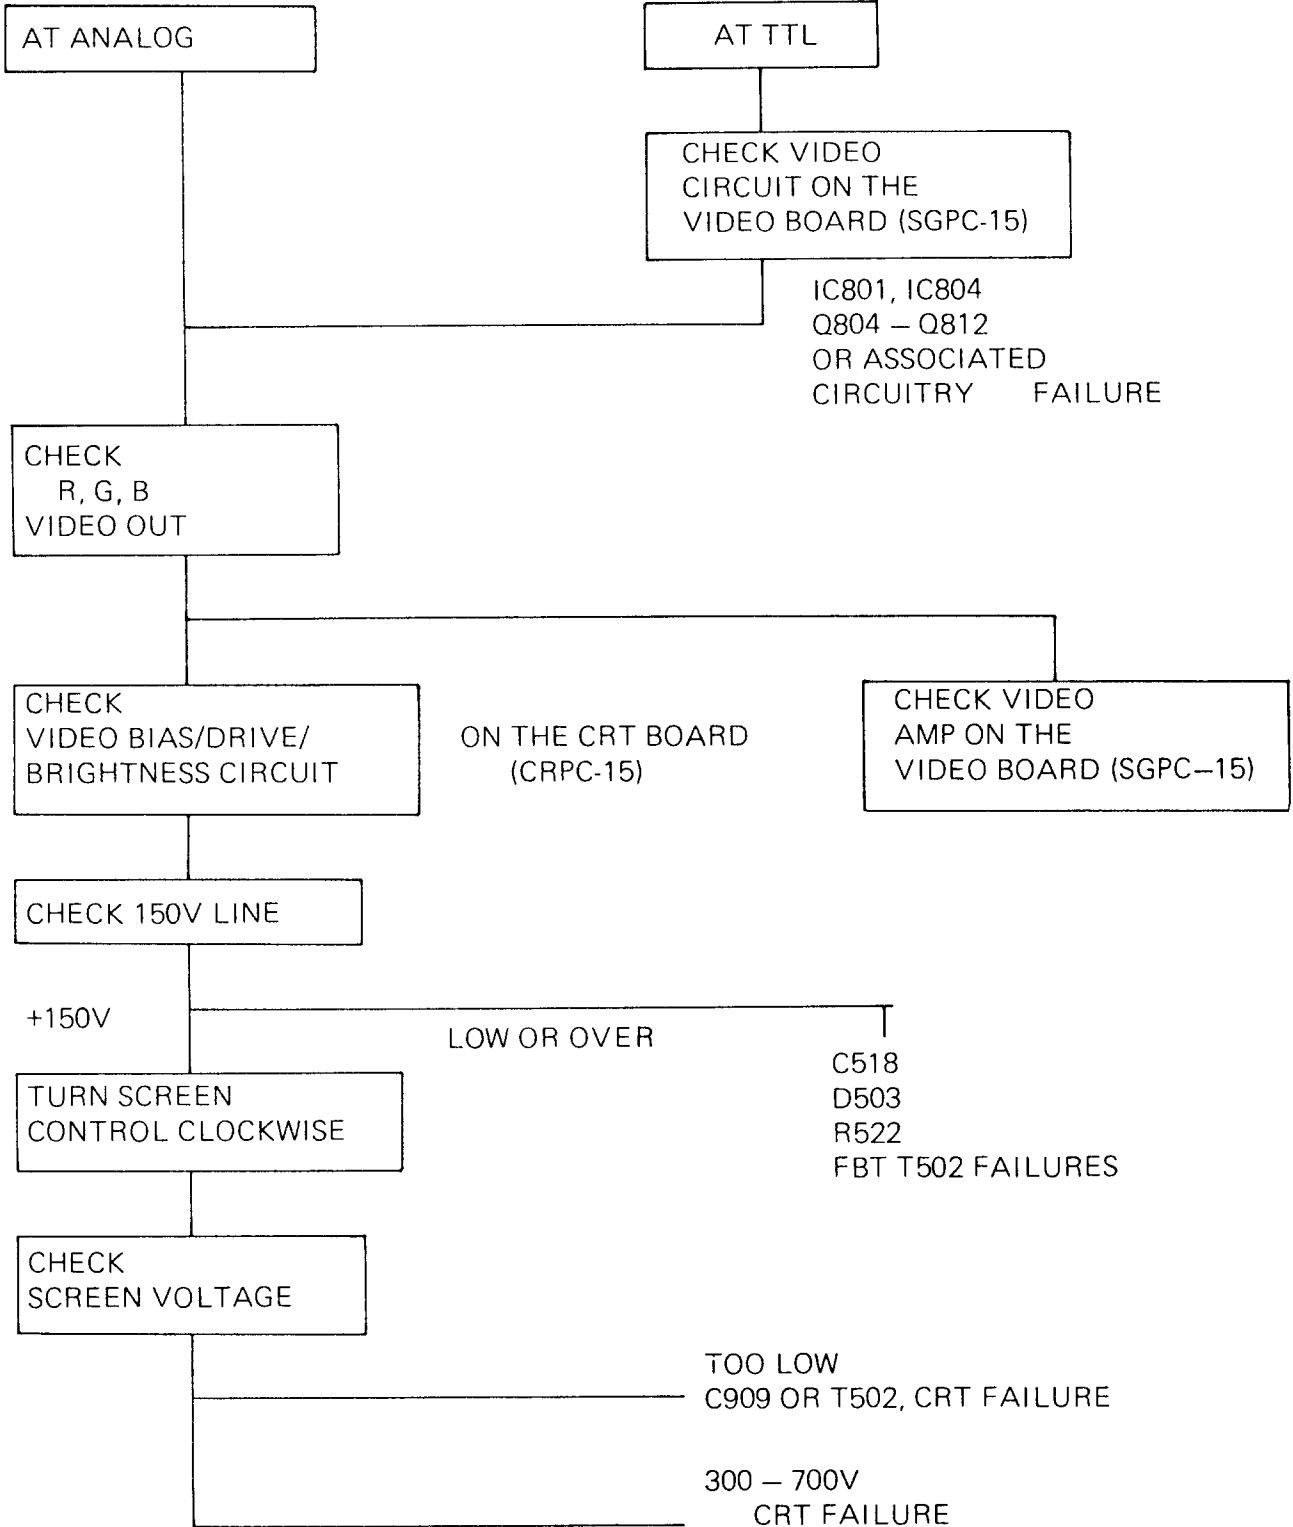 AT ANALOG
AT TTL
CHECK VIDEO
CIRCUIT ON THE
VIDEO BOARD (SGPC-15)
IC801, IC804
Q804 – Q812
OR ASSOCIATED
CIRCUITRY FAILURE
CHECK
R, G, B
VIDEO OUT
CHECK
VIDEO BIAS/DRIVE/
BRIGHTNESS CIRCUIT
ON THE CRT BOARD
(CRPC-15)
CHECK VIDEO
AMP ON THE
VIDEO BOARD (SGPC–15)
CHECK 150V LINE
+150V
LOW OR OVER
C518
D503
R522
FBT T502 FAILURES
TURN SCREEN
CONTROL CLOCKWISE
CHECK
SCREEN VOLTAGE
TOO LOW
C909 OR T502, CRT FAILURE
300 – 700V
CRT FAILURE